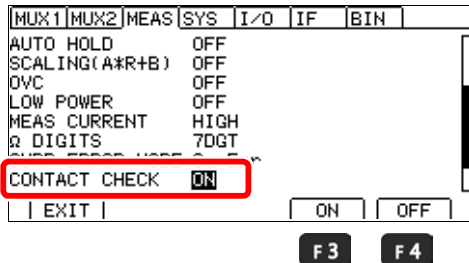 MUX1 MUX2 MEAS SYS I/O IF BIN
AUTO HOLD OFF
SCALING(A*R+B) OFF
OVC OFF
LOW POWER OFF
MEAS CURRENT HIGH
Ω DIGITS 7DGT
CONTACT CHECK ON
EXIT ON OFF
F3 F4